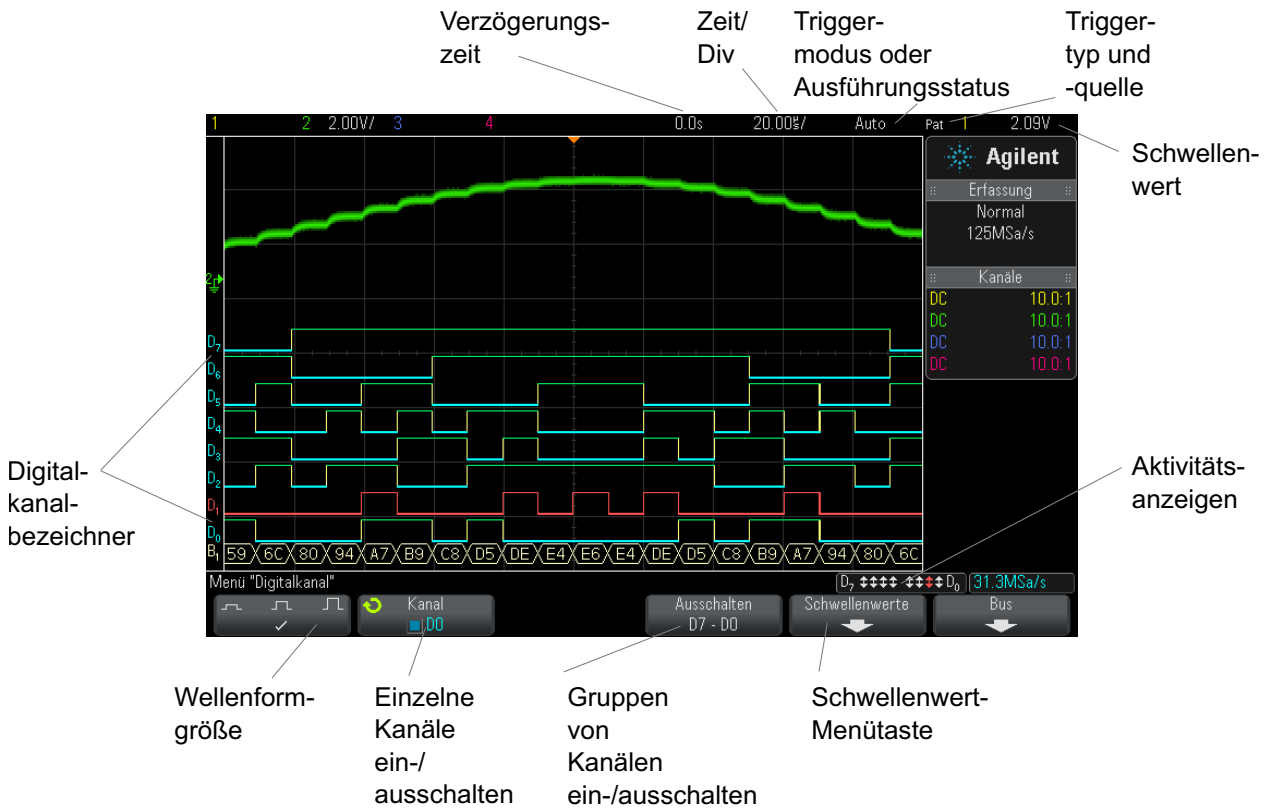 Verzögerungs-
zeit
Zeit/
Div
Trigger-
modus oder
Ausführungsstatus
Trigger-
typ und
-quelle
1 2 2.00V/ 3 4 0.0s 20.00µs/ Auto Pat 1 2.09V
Schwellen-
wert
Agilent
Erfassung
Normal
125MSa/s
Kanäle
DC 10.0:1
DC 10.0:1
DC 10.0:1
DC 10.0:1
2
D7
D6
D5
D4
D3
D2
D1
D0
B1 59 6C 80 94 A7 B9 C8 D5 DE E4 E6 E4 DE D5 C8 B9 A7 94 80 6C
Digital-
kanal-
bezeichner
Aktivitäts-
anzeigen
Menü "Digitalkanal"
D7 D0 31.3MSa/s
Kanal
D0
Ausschalten
D7 - D0
Schwellenwerte
Bus
Wellenform-
größe
Einzelne
Kanäle
ein-/
ausschalten
Gruppen
von
Kanälen
ein-/ausschalten
Schwellenwert-
Menütaste